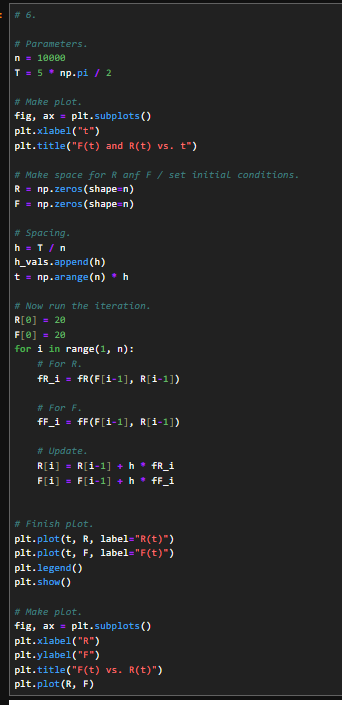 # 6.
# Parameters.
n = 10000
T = 5 * np.pi / 2
# Make plot.
fig, ax = plt.subplots()
plt.xlabel("t")
plt.title("F(t) and R(t) vs. t")
# Make space for R anf F / set initial conditions.
R = np.zeros(shape=n)
F = np.zeros(shape=n)
# Spacing.
h = T / n
h_vals.append(h)
t = np.arange(n) * h
# Now run the iteration.
R[0] = 20
F[0] = 20
for i in range(1, n):
    # For R.
    fR_i = fR(F[i-1], R[i-1])
    # For F.
    fF_i = fF(F[i-1], R[i-1])
    # Update.
    R[i] = R[i-1] + h * fR_i
    F[i] = F[i-1] + h * fF_i
# Finish plot.
plt.plot(t, R, label="R(t)")
plt.plot(t, F, label="F(t)")
plt.legend()
plt.show()
# Make plot.
fig, ax = plt.subplots()
plt.xlabel("R")
plt.ylabel("F")
plt.title("F(t) vs. R(t)")
plt.plot(R, F)